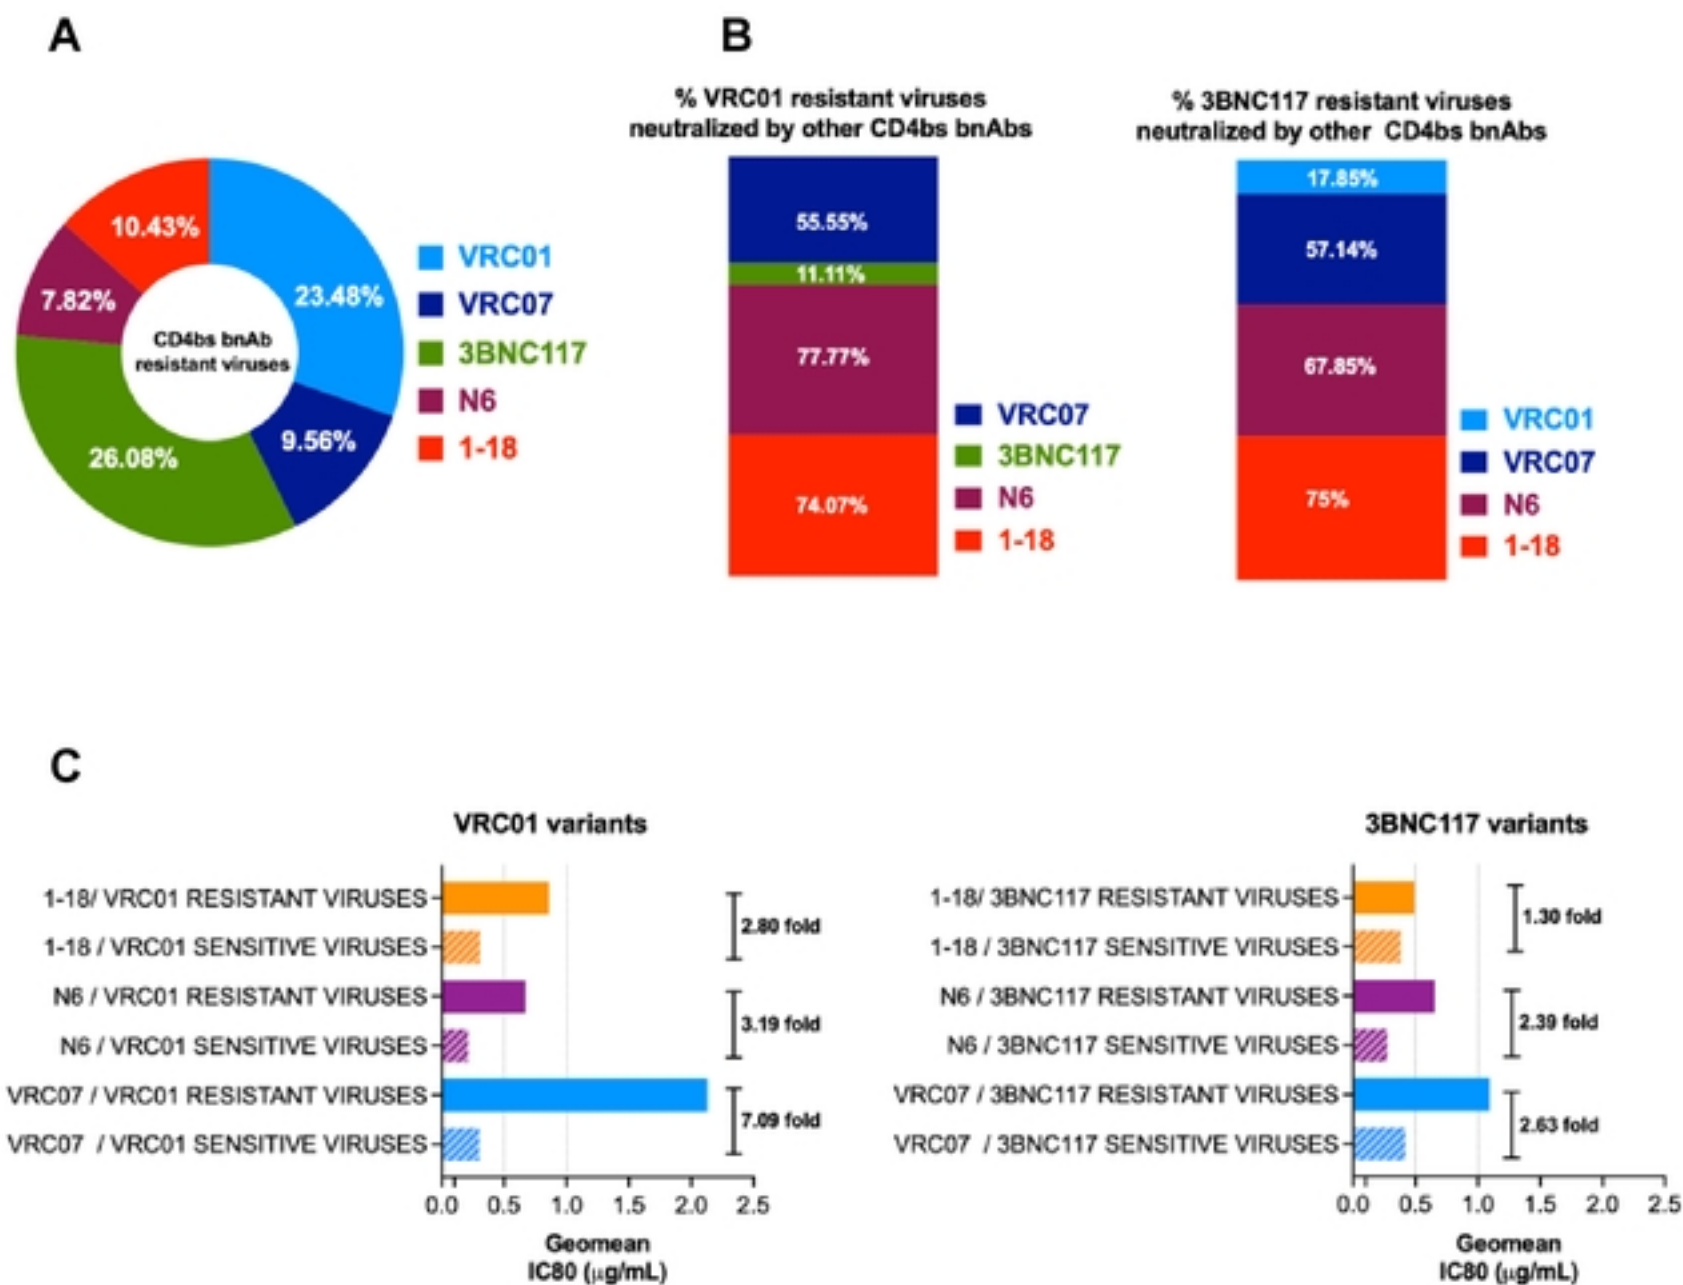 A
10.43%
7.82%
23.48%
CD4bs bnAb
resistant viruses
9.56%
26.08%
VRC01
VRC07
3BNC117
N6
1-18
B
% VRC01 resistant viruses
neutralized by other CD4bs bnAbs
55.55%
11.11%
77.77%
74.07%
VRC07
3BNC117
N6
1-18
% 3BNC117 resistant viruses
neutralized by other CD4bs bnAbs
17.85%
57.14%
67.85%
75%
VRC01
VRC07
N6
1-18
C
VRC01 variants
1-18/ VRC01 RESISTANT VIRUSES
1-18 / VRC01 SENSITIVE VIRUSES
N6 / VRC01 RESISTANT VIRUSES
N6 / VRC01 SENSITIVE VIRUSES
VRC07 / VRC01 RESISTANT VIRUSES
VRC07 / VRC01 SENSITIVE VIRUSES
2.80 fold
3.19 fold
7.09 fold
0.0 0.5 1.0 1.5 2.0 2.5
Geomean
IC80 (μg/mL)
3BNC117 variants
1-18/ 3BNC117 RESISTANT VIRUSES
1-18 / 3BNC117 SENSITIVE VIRUSES
N6 / 3BNC117 RESISTANT VIRUSES
N6 / 3BNC117 SENSITIVE VIRUSES
VRC07 / 3BNC117 RESISTANT VIRUSES
VRC07 / 3BNC117 SENSITIVE VIRUSES
1.30 fold
2.39 fold
2.63 fold
0.0 0.5 1.0 1.5 2.0 2.5
Geomean
IC80 (μg/mL)